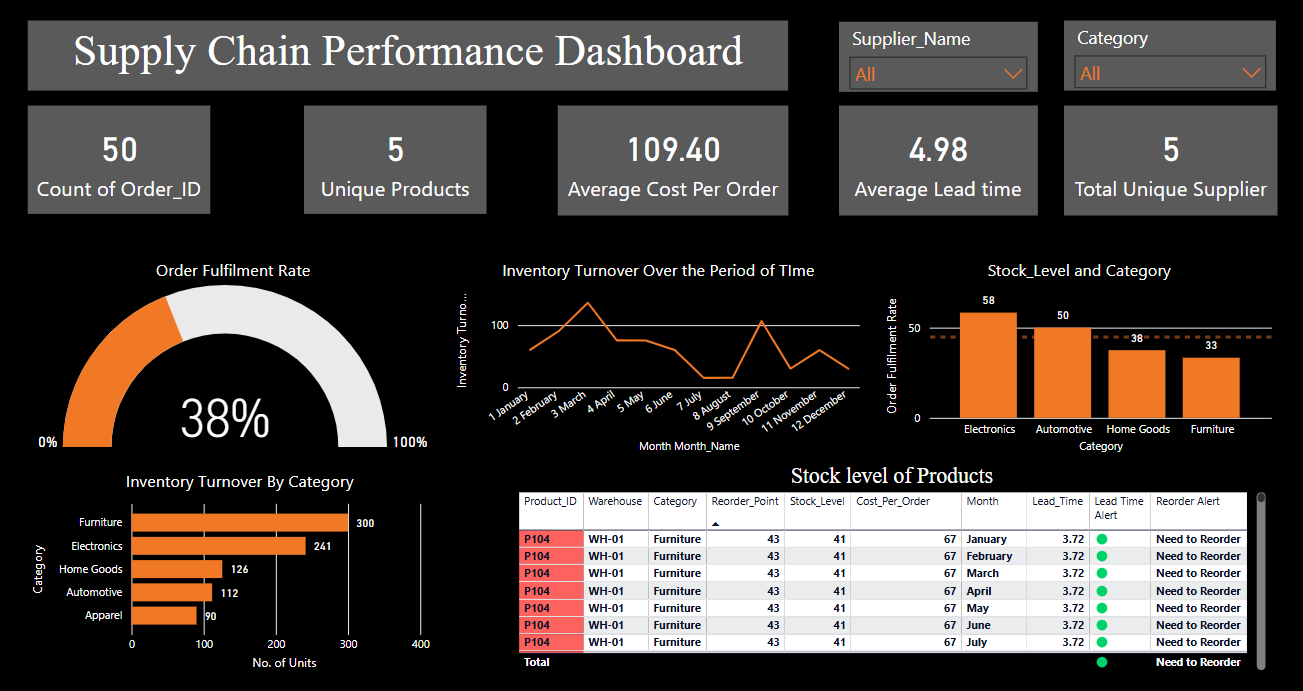 Supply Chain Performance Dashboard
Supplier_Name
All
Category
All
50
Count of Order_ID
5
Unique Products
109.40
Average Cost Per Order
4.98
Average Lead time
5
Total Unique Supplier
Order Fulfilment Rate
38%
0%
100%
Inventory Turnover Over the Period of TIme
Inventory Turno...
100
0
1 January
2 February
3 March
4 April
5 May
6 June
7 July
8 August
9 September
10 October
11 November
12 December
Month Month_Name
Stock_Level and Category
Order Fulfilment Rate
50
0
58
50
38
33
Electronics
Automotive
Home Goods
Furniture
Category
Inventory Turnover By Category
Category
Furniture 300
Electronics 241
Home Goods 126
Automotive 112
Apparel 90
0 100 200 300 400
No. of Units
Stock level of Products
Product_ID Warehouse Category Reorder_Point Stock_Level Cost_Per_Order Month Lead_Time Lead Time Alert Reorder Alert
P104 WH-01 Furniture 43 41 67 January 3.72 Need to Reorder
P104 WH-01 Furniture 43 41 67 February 3.72 Need to Reorder
P104 WH-01 Furniture 43 41 67 March 3.72 Need to Reorder
P104 WH-01 Furniture 43 41 67 April 3.72 Need to Reorder
P104 WH-01 Furniture 43 41 67 May 3.72 Need to Reorder
P104 WH-01 Furniture 43 41 67 June 3.72 Need to Reorder
P104 WH-01 Furniture 43 41 67 July 3.72 Need to Reorder
Total Need to Reorder